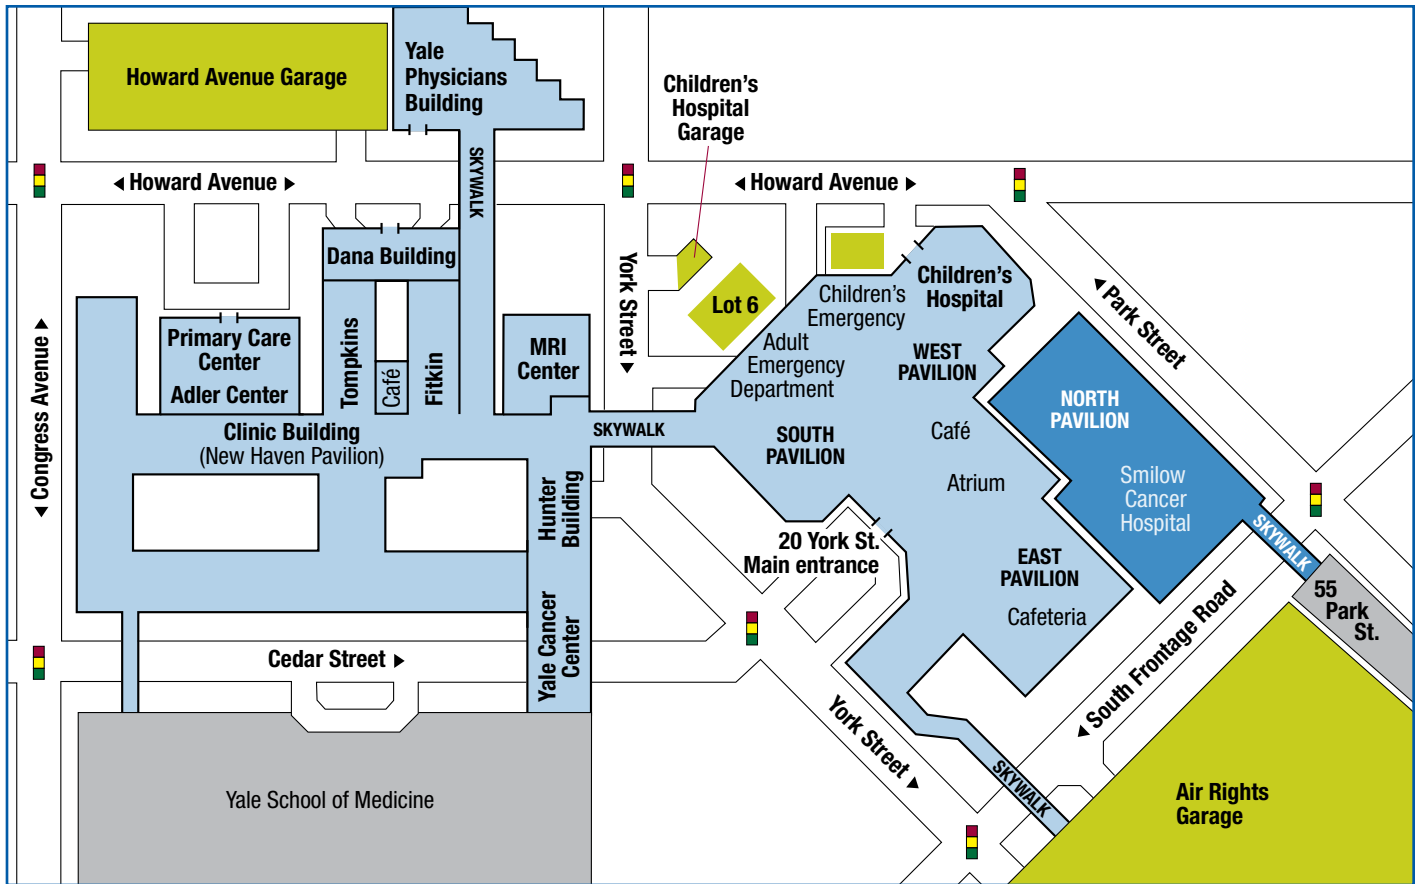 Howard Avenue Garage
Yale
Physicians
Building
Children's
Hospital
Garage
SKYWALK
Howard Avenue
Howard Avenue
Dana Building
York Street
Lot 6
Children's
Emergency
Children's
Hospital
Park Street
Congress Avenue
Primary Care
Center
Adler Center
Tompkins
Café
Fitkin
MRI
Center
Adult
Emergency
Department
WEST
PAVILION
NORTH
PAVILION
Clinic Building
(New Haven Pavilion)
SKYWALK
SOUTH
PAVILION
Café
Atrium
Smilow
Cancer
Hospital
SKYWALK
Hunter
Building
20 York St.
Main entrance
EAST
PAVILION
Cafeteria
55
Park
St.
Cedar Street
Yale Cancer
Center
South Frontage Road
York Street
SKYWALK
Yale School of Medicine
Air Rights
Garage